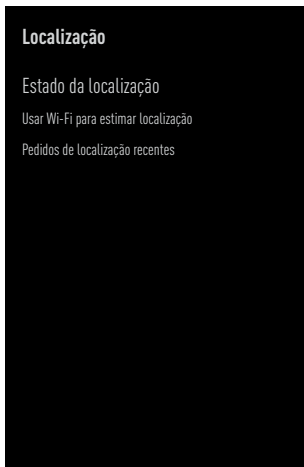 Localização
Estado da localização
Usar Wi-Fi para estimar localização
Pedidos de localização recentes